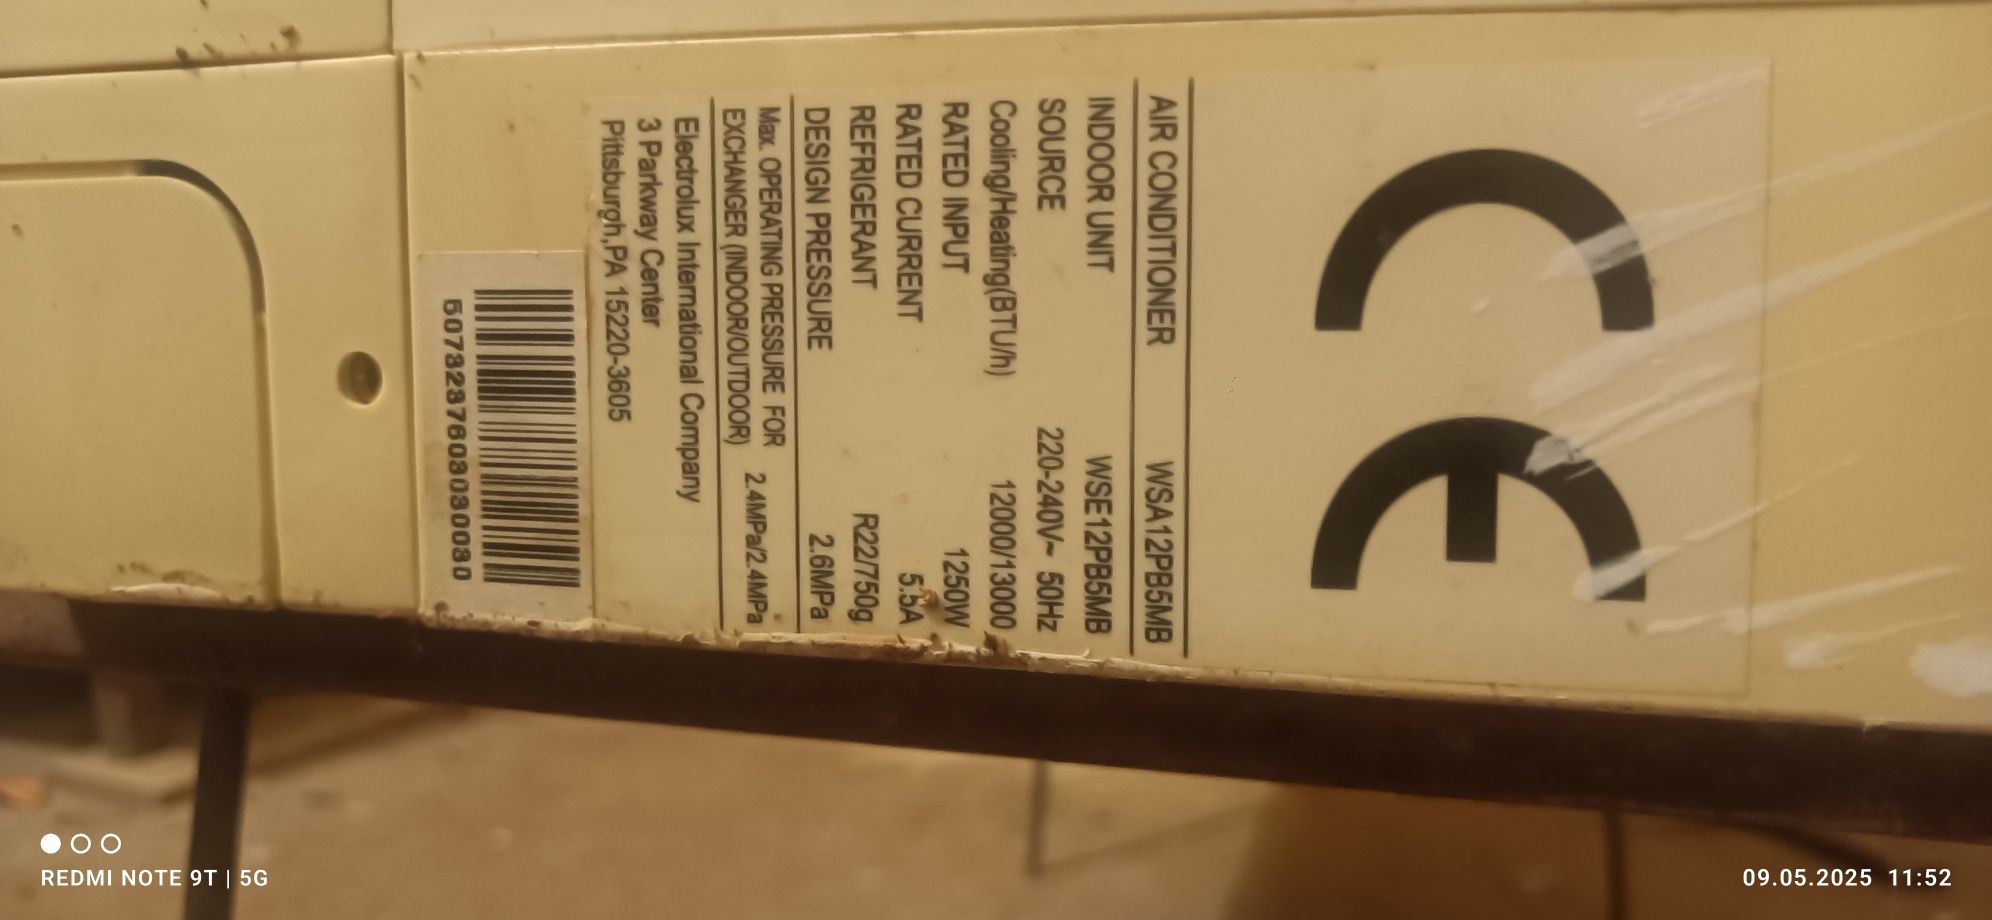 CE
AIR CONDITIONER WSA12PB5MB
INDOOR UNIT WSE12PB5MB
SOURCE 220-240V~ 50Hz
Cooling/Heating(BTU/h) 12000/13000
RATED INPUT 1250W
RATED CURRENT 5.5A
REFRIGERANT R22/750g
DESIGN PRESSURE 2.6MPa
Max. OPERATING PRESSURE FOR
EXCHANGER (INDOOR/OUTDOOR) 2.4MPa/2.4MPa
Electrolux International Company
3 Parkway Center
Pittsburgh,PA 15220-3605
REDMI NOTE 9T | 5G
09.05.2025 11:52